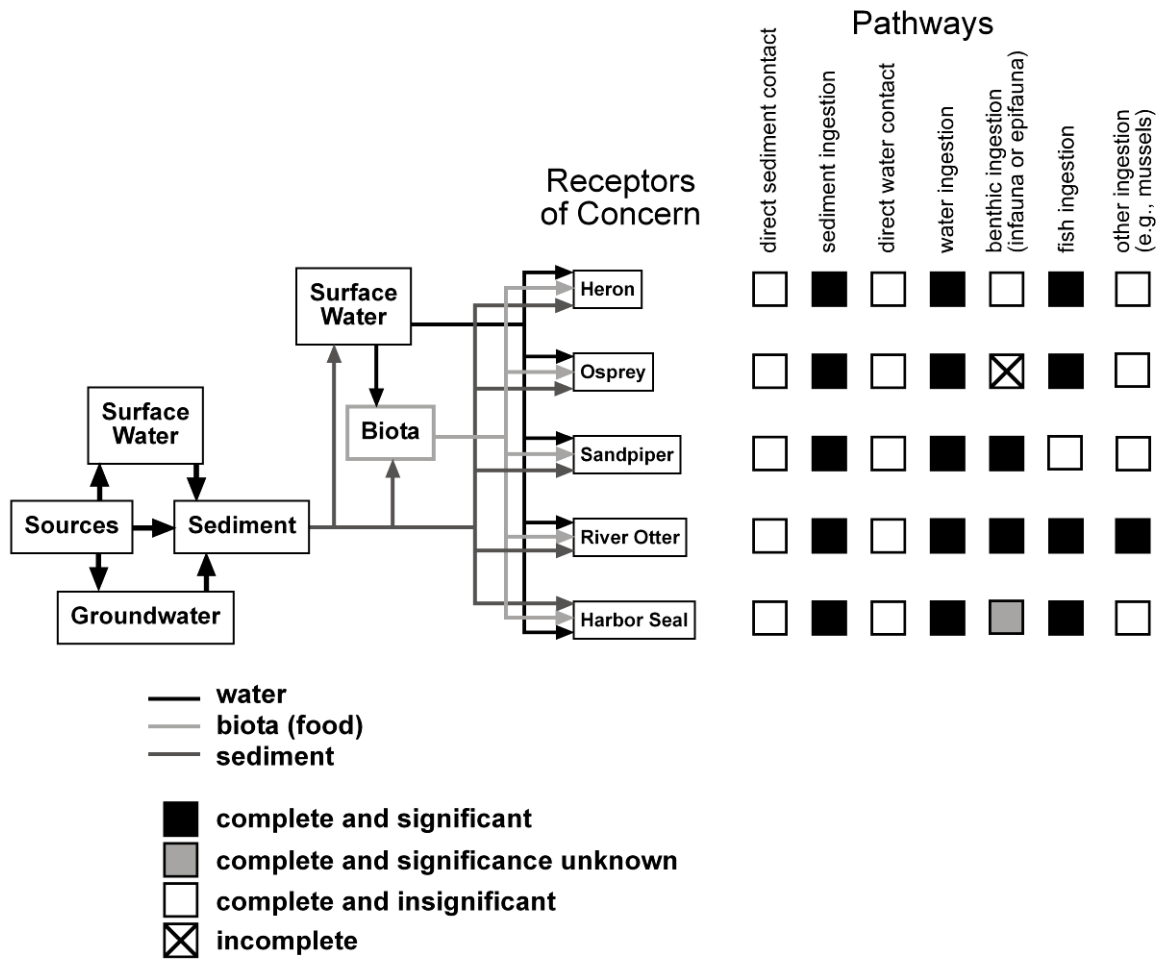 Pathways
direct sediment contact
sediment ingestion
direct water contact
water ingestion
benthic ingestion
(infauna or epifauna)
fish ingestion
other ingestion
(e.g., mussels)
Receptors
of Concern
Heron
Osprey
Sandpiper
River Otter
Harbor Seal
Surface
Water
Biota
Surface
Water
Sources
Sediment
Groundwater
water
biota (food)
sediment
complete and significant
complete and significance unknown
complete and insignificant
incomplete